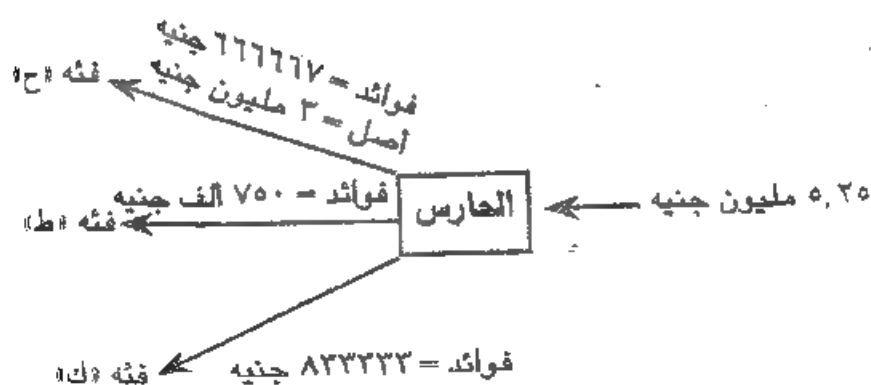 فوائد = ٦٦٦٦٦٧ جنيه
أصل = ٣ مليون جنيه
فئه «ح»
٥,٢٥ مليون جنيه
الحارس
فوائد = ٧٥٠ الف جنيه
فئه «ط»
فوائد = ٨٣٣٣٣٣ جنيه
فئه «ك»